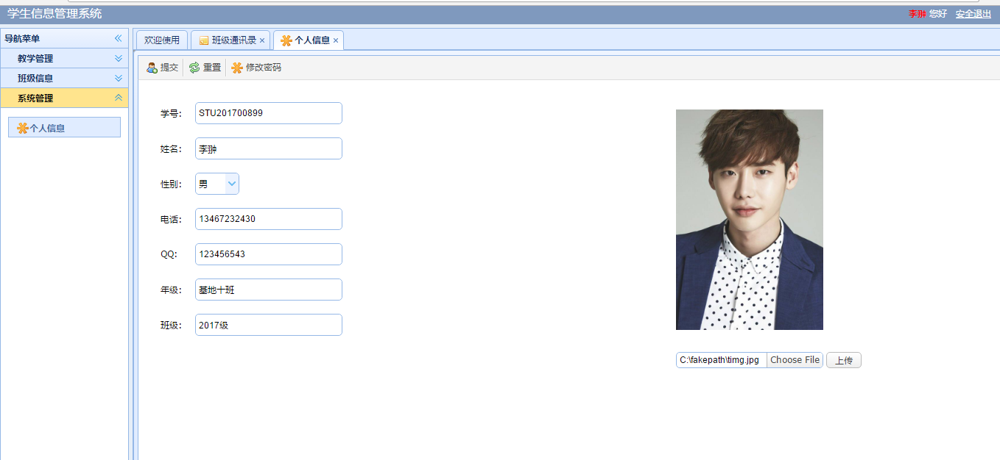 学生信息管理系统
李翀 您好 安全退出
导航菜单
教学管理
班级信息
系统管理
个人信息
欢迎使用 班级通讯录 × 个人信息 ×
提交 重置 修改密码
学号: STU201700899
姓名: 李翀
性别: 男
电话: 13467232430
QQ: 123456543
年级: 基地十班
班级: 2017级
C:\fakepath\timg.jpg Choose File 上传